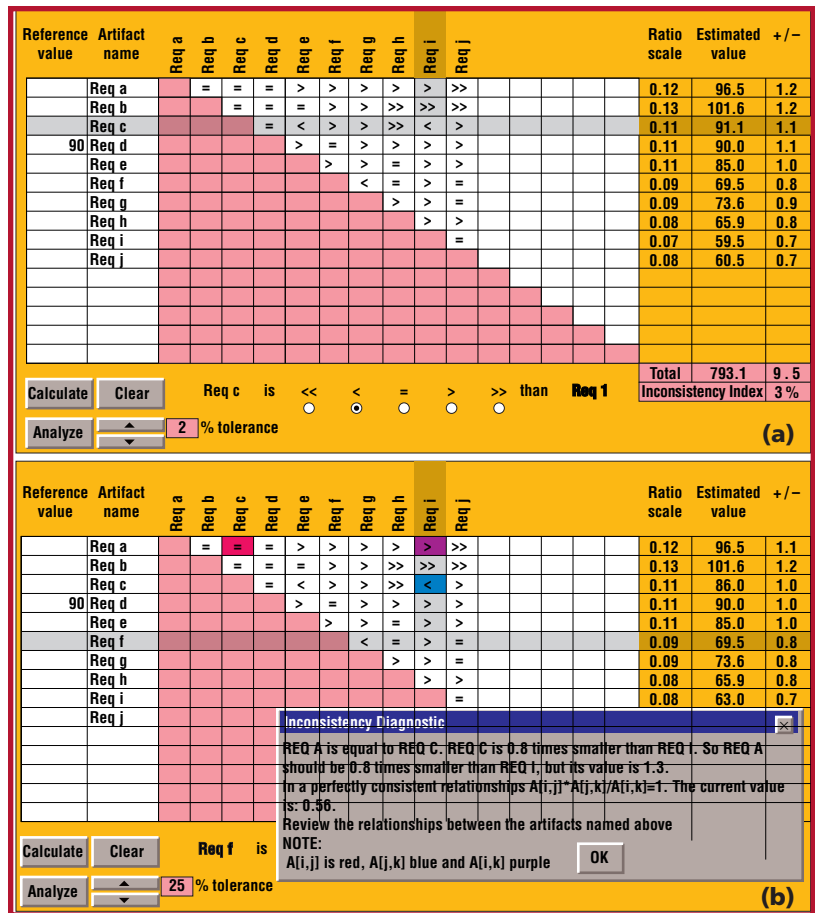 Reference value Artifact name Req a Req b Req c Req d Req e Req f Req g Req h Req i Req j Ratio scale Estimated value +/−
Req a = = = > > > > > >> 0.12 96.5 1.2
Req b = = = > > >> >> >> 0.13 101.6 1.2
Req c = < > > >> < > 0.11 91.1 1.1
90 Req d > = > > > > 0.11 90.0 1.1
Req e > > = > > 0.11 85.0 1.0
Req f < = > = 0.09 69.5 0.8
Req g > > = 0.09 73.6 0.9
Req h > > 0.08 65.9 0.8
Req i = 0.07 59.5 0.7
Req j 0.08 60.5 0.7
Total 793.1 9.5
Calculate Clear Req c is << < = > >> than Req 1 Inconsistency Index 3%
Analyze 2 % tolerance (a)
Reference value Artifact name Req a Req b Req c Req d Req e Req f Req g Req h Req i Req j Ratio scale Estimated value +/−
Req a = = = > > > > > >> 0.12 96.5 1.1
Req b = = = > > >> >> >> 0.13 101.6 1.2
Req c = < > > >> < > 0.11 86.0 1.0
90 Req d > = > > > > 0.11 90.0 1.0
Req e > > = > > 0.11 85.0 1.0
Req f < = > = 0.09 69.5 0.8
Req g > > = 0.09 73.6 0.8
Req h > > 0.08 65.9 0.8
Req i = 0.08 63.0 0.7
Req j
Inconsistency Diagnostic
REQ A is equal to REQ C. REQ C is 0.8 times smaller than REQ I. So REQ A
should be 0.8 times smaller than REQ I, but its value is 1.3.
In a perfectly consistent relationships A[i,j]*A[j,k]/A[i,k]=1. The current value
is: 0.56.
Review the relationships between the artifacts named above
NOTE:
A[i,j] is red, A[j,k] blue and A[i,k] purple
OK
Calculate Clear Req f is
Analyze 25 % tolerance (b)